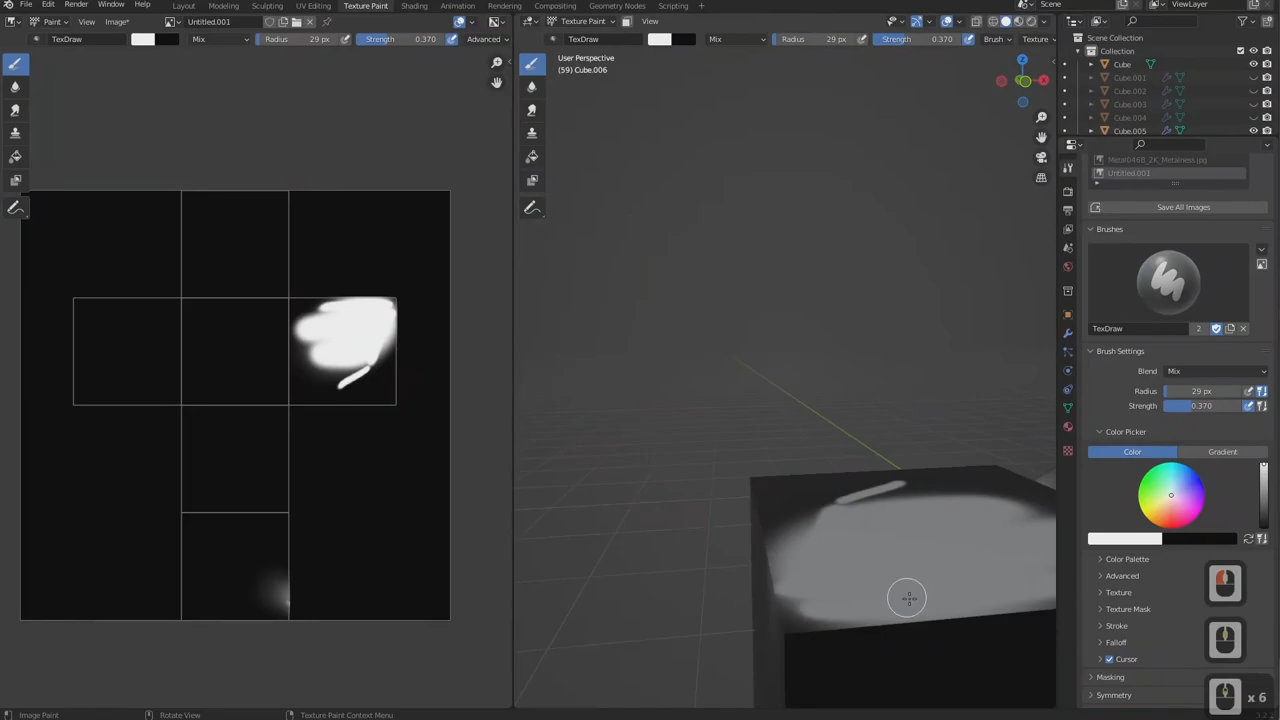 File Edit Render Window Help Layout Modeling Sculpting UV Editing Texture Paint Shading Animation Rendering Compositing Geometry Nodes Scripting + Scene ViewLayer
Paint View Image* Untitled.001 Texture Paint View
TexDraw Mix Radius 29 px Strength 0.370 Advanced TexDraw Mix Radius 29 px Strength 0.370 Brush Texture
Scene Collection
Collection
Cube
Cube.001
Cube.002
Cube.003
Cube.004
Cube.005
User Perspective
(59) Cube.006
Metal046B_2K_Metalness.jpg
Untitled.001
Save All Images
Brushes
TexDraw 2
Brush Settings
Blend Mix
Radius 29 px
Strength 0.370
Color Picker
Color Gradient
Color Palette
Advanced
Texture
Texture Mask
Stroke
Falloff
Cursor
Masking
Symmetry
x 6
Image Paint Rotate View Texture Paint Context Menu 3.2.2